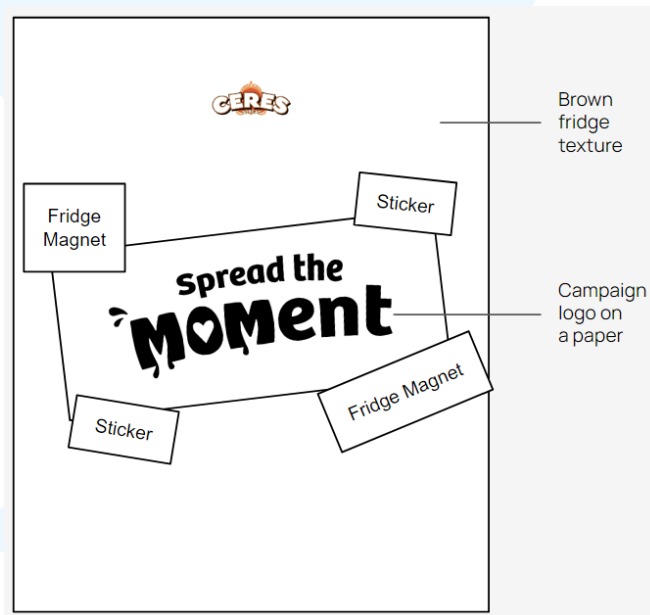 CERES
Brown
fridge
texture
Fridge
Magnet
Sticker
Spread the
MOMent
Campaign
logo on
a paper
Fridge Magnet
Sticker